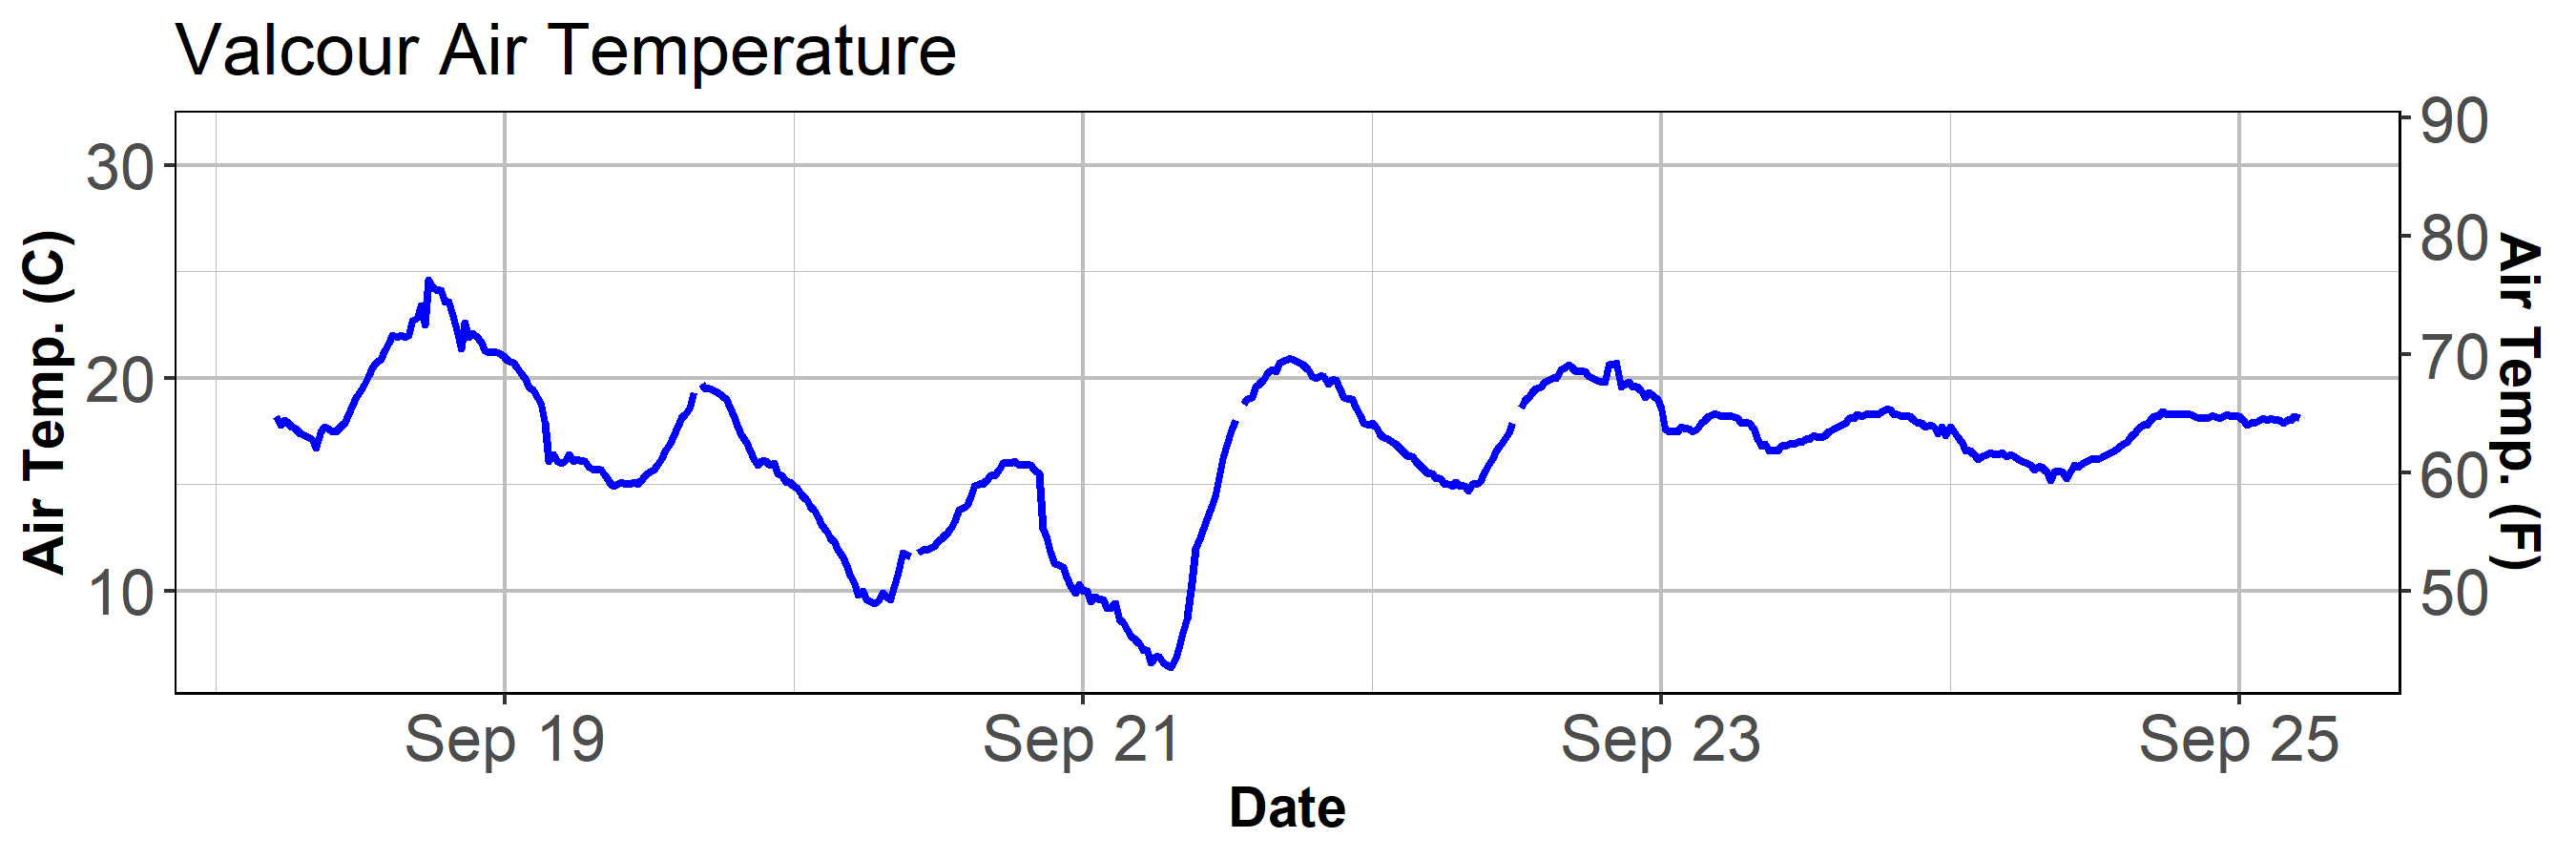 Valcour Air Temperature
30
20
10
Air Temp. (C)
90
80
70
60
50
Air Temp. (F)
Sep 19
Sep 21
Sep 23
Sep 25
Date